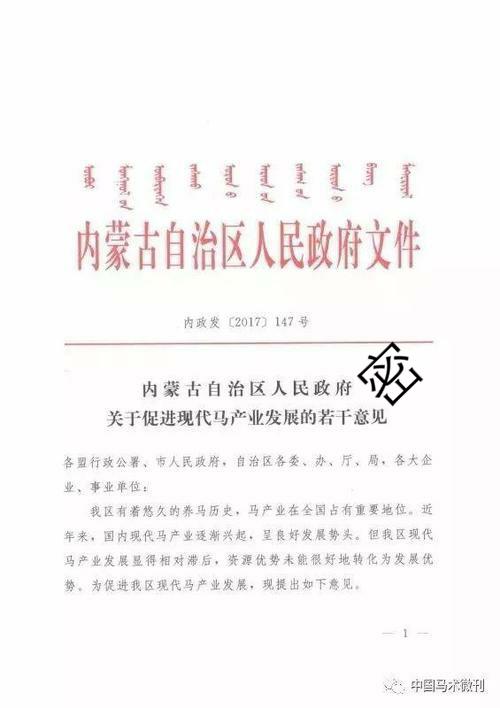 内蒙古自治区人民政府文件
内政发〔2017〕147号
密
内蒙古自治区人民政府
关于促进现代马产业发展的若干意见
各盟行政公署、市人民政府，自治区各委、办、厅、局，各大企
业、事业单位：
我区有着悠久的养马历史，马产业在全国占有重要地位。近
年来，国内现代马产业逐渐兴起，呈良好发展势头。但我区现代
马产业发展显得相对滞后，资源优势未能很好地转化为发展优
势。为促进我区现代马产业发展，现提出如下意见。
— 1 —
中国马术微刊